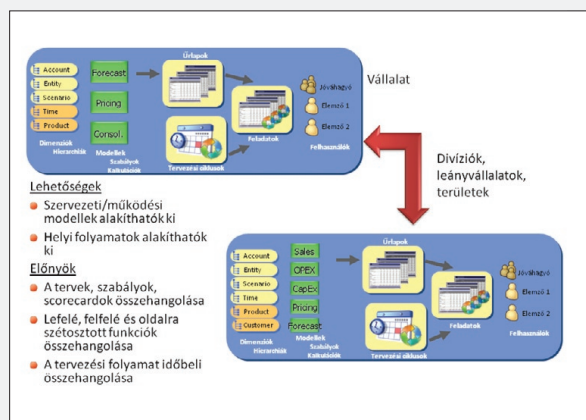 Account
Entity
Scenario
Time
Product
Dimenziók
Hierarchiák
Forecast
Pricing
Consol.
Modellek
Szabályok
Kalkulációk
Űrlapok
Tervezési ciklusok
Feladatok
Jóváhagyó
Elemző 1
Elemző 2
Felhasználók
Vállalat
Divíziók,
leányvállalatok,
területek
Lehetőségek
Szervezeti/működési
modellek alakíthatók ki
Helyi folyamatok alakíthatók
ki
Előnyök
A tervek, szabályok,
scorecardok összehangolása
Lefelé, felfelé és oldalra
szétosztott funkciók
összehangolása
A tervezési folyamat időbeli
összehangolása
Account
Entity
Scenario
Time
Product
Customer
Dimenziók
Hierarchiák
Sales
OPEX
CapEx
Pricing
Forecast
Modellek
Szabályok
Kalkulációk
Űrlapok
Tervezési ciklusok
Feladatok
Jóváhagyó
Elemző 1
Elemző 2
Felhasználók